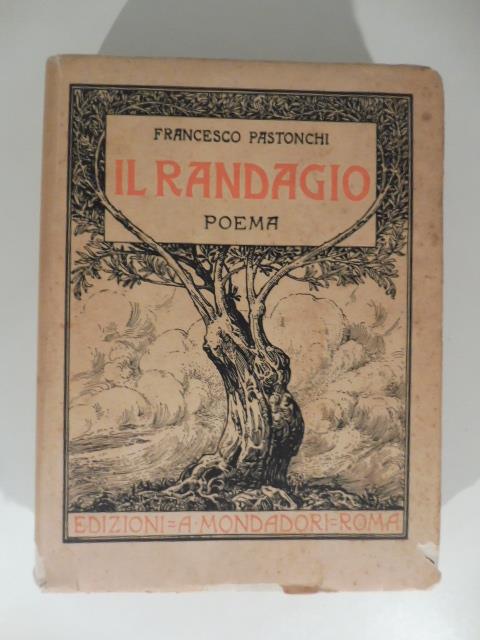 FRANCESCO PASTONCHI
IL RANDAGIO
POEMA
EDIZIONI=A·MONDADORI=ROMA